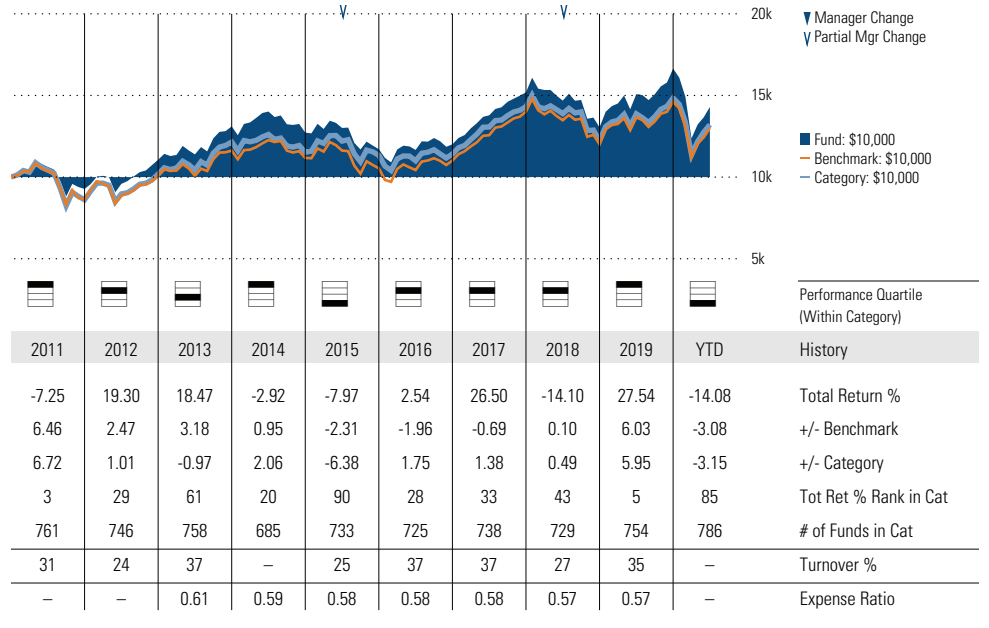 20k
Manager Change
Partial Mgr Change
15k
Fund: $10,000
Benchmark: $10,000
Category: $10,000
10k
5k
Performance Quartile
(Within Category)
2011 2012 2013 2014 2015 2016 2017 2018 2019 YTD History
-7.25 19.30 18.47 -2.92 -7.97 2.54 26.50 -14.10 27.54 -14.08 Total Return %
6.46 2.47 3.18 0.95 -2.31 -1.96 -0.69 0.10 6.03 -3.08 +/- Benchmark
6.72 1.01 -0.97 2.06 -6.38 1.75 1.38 0.49 5.95 -3.15 +/- Category
3 29 61 20 90 28 33 43 5 85 Tot Ret % Rank in Cat
761 746 758 685 733 725 738 729 754 786 # of Funds in Cat
31 24 37 – 25 37 37 27 35 – Turnover %
– – 0.61 0.59 0.58 0.58 0.58 0.57 0.57 – Expense Ratio